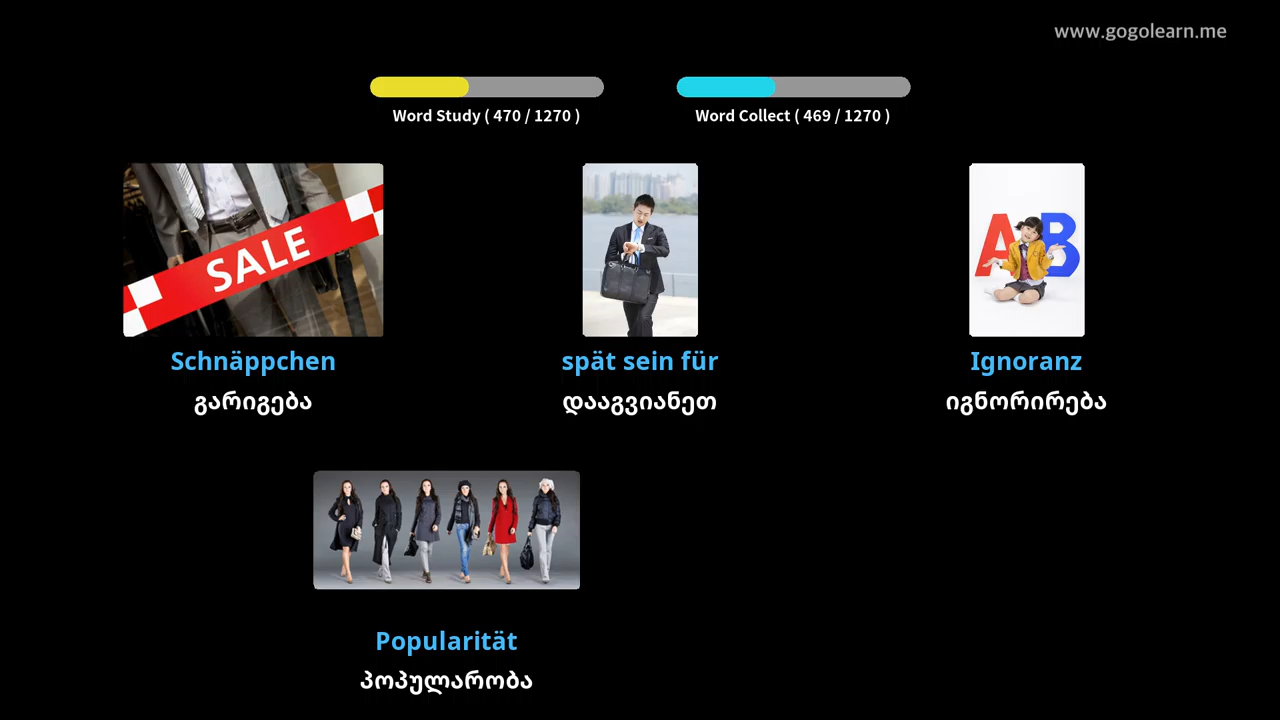 www.gogolearn.me
Word Study ( 470 / 1270 )
Word Collect ( 469 / 1270 )
SALE
A B
Schnäppchen
გარიგება
spät sein für
დააგვიანეთ
Ignoranz
იგნორირება
Popularität
პოპულარობა